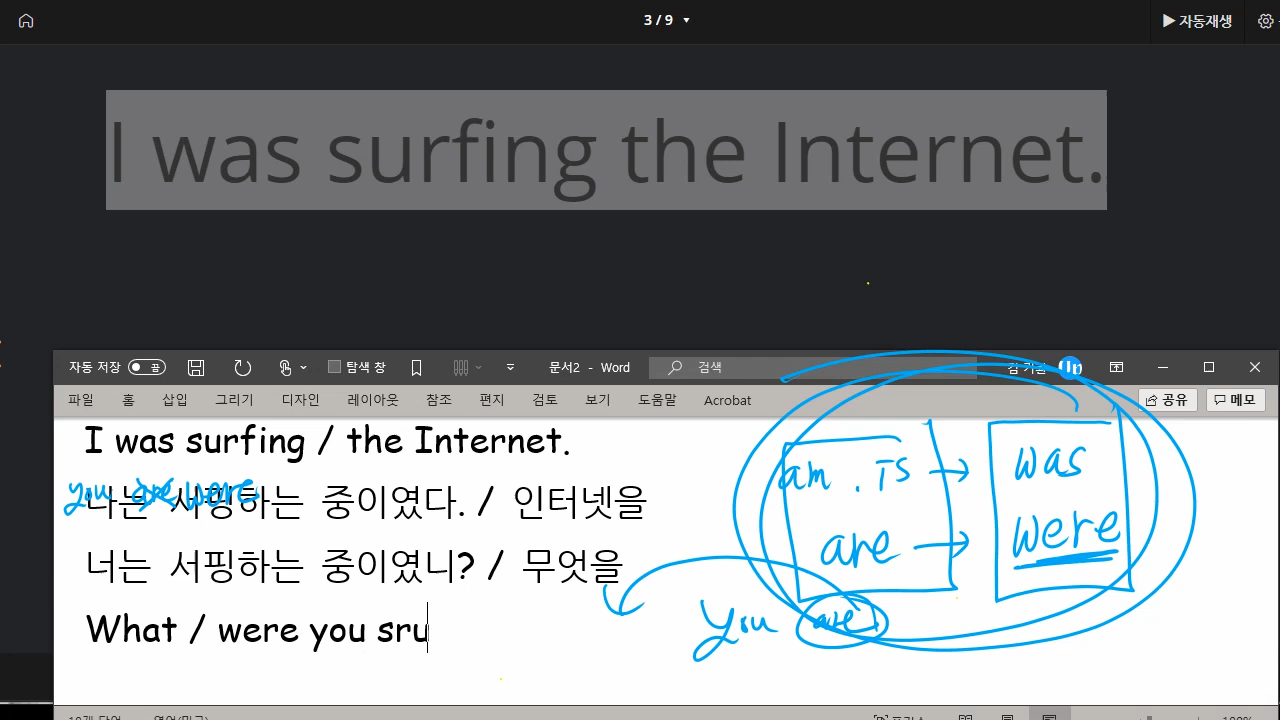 3 / 9
자동재생
I was surfing the Internet.
자동 저장 끔 탐색 창 문서2 - Word 검색
파일 홈 삽입 그리기 디자인 레이아웃 참조 편지 검토 보기 도움말 Acrobat 공유 메모
I was surfing / the Internet.
you are were
나는 서핑하는 중이였다. / 인터넷을
너는 서핑하는 중이였니? / 무엇을
What / were you sru
am . is → was
are → were
you are